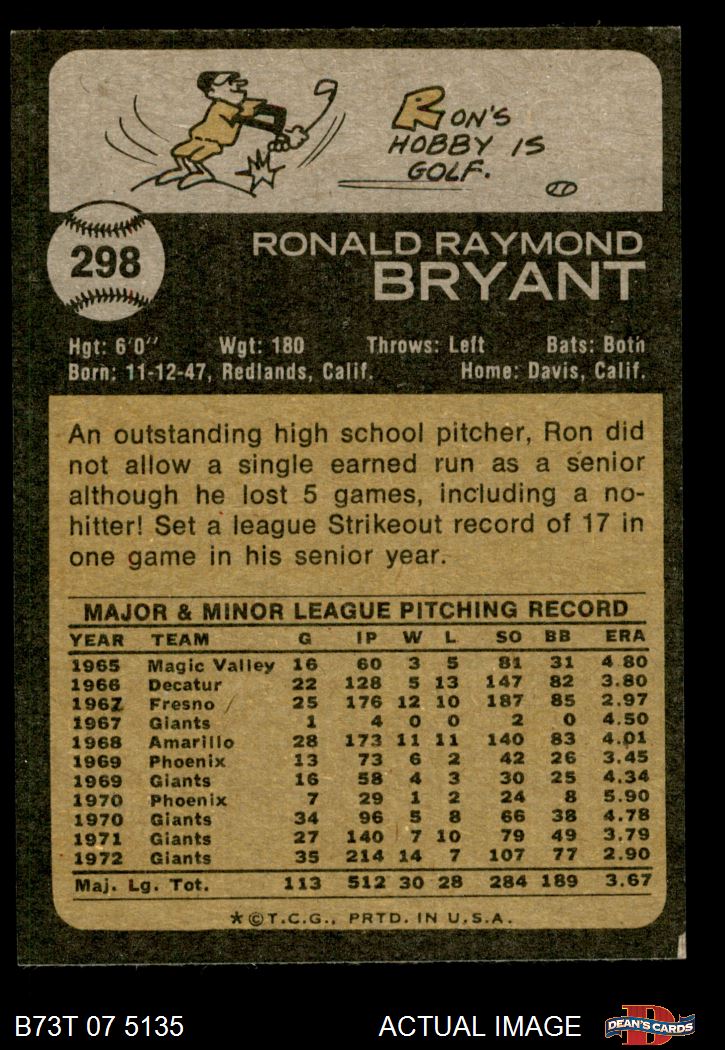 RON'S
HOBBY IS
GOLF.
298
RONALD RAYMOND
BRYANT
Hgt: 6'0" Wgt: 180 Throws: Left Bats: Both
Born: 11-12-47, Redlands, Calif. Home: Davis, Calif.
An outstanding high school pitcher, Ron did
not allow a single earned run as a senior
although he lost 5 games, including a no-
hitter! Set a league Strikeout record of 17 in
one game in his senior year.
MAJOR & MINOR LEAGUE PITCHING RECORD
YEAR TEAM G IP W L SO BB ERA
1965 Magic Valley 16 60 3 5 81 31 4.80
1966 Decatur 22 128 5 13 147 82 3.80
1967 Fresno 25 176 12 10 187 85 2.97
1967 Giants 1 4 0 0 2 0 4.50
1968 Amarillo 28 173 11 11 140 83 4.01
1969 Phoenix 13 73 6 2 42 26 3.45
1969 Giants 16 58 4 3 30 25 4.34
1970 Phoenix 7 29 1 2 24 8 5.90
1970 Giants 34 96 5 8 66 38 4.78
1971 Giants 27 140 7 10 79 49 3.79
1972 Giants 35 214 14 7 107 77 2.90
Maj. Lg. Tot. 113 512 30 28 284 189 3.67
*©T.C.G., PRTD. IN U.S.A.
B73T 07 5135 ACTUAL IMAGE D DEAN'S CARDS